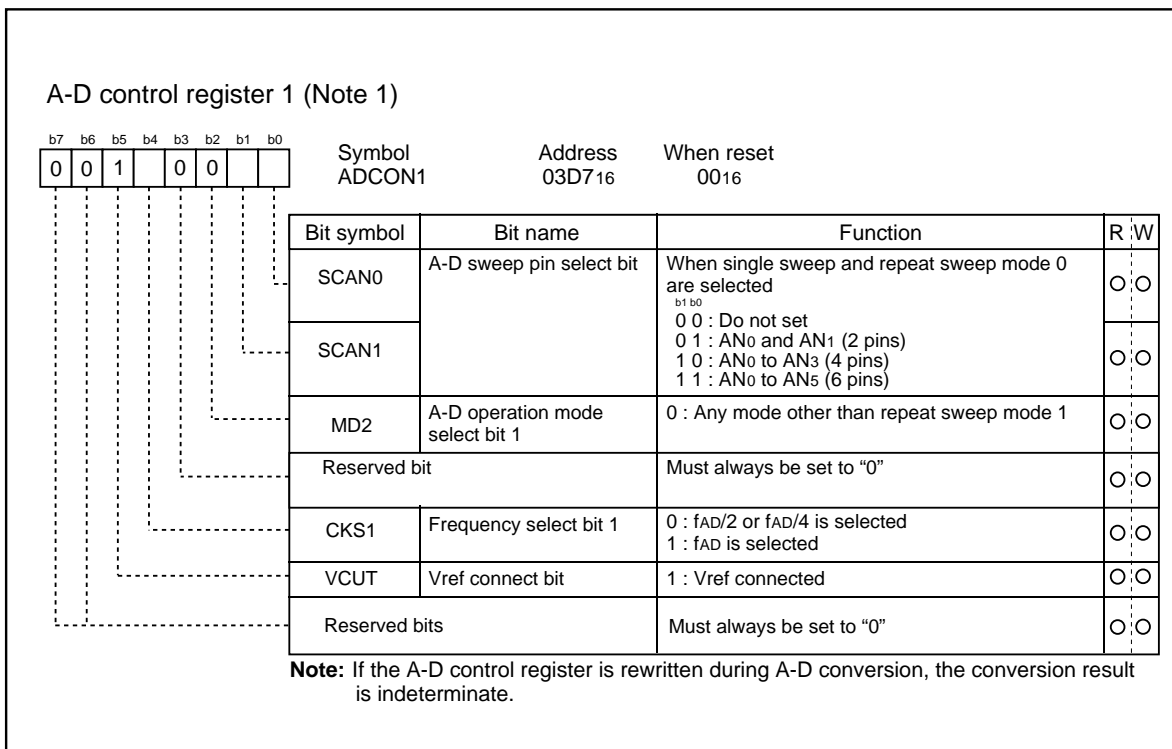 A-D control register 1 (Note 1)
b7 b6 b5 b4 b3 b2 b1 b0
0 0 1 0 0
Symbol Address When reset
ADCON1 03D716 0016
Bit symbol Bit name Function R W
SCAN0 A-D sweep pin select bit When single sweep and repeat sweep mode 0
are selected
b1 b0
0 0 : Do not set
0 1 : AN0 and AN1 (2 pins)
SCAN1 1 0 : AN0 to AN3 (4 pins)
1 1 : AN0 to AN5 (6 pins)
MD2 A-D operation mode
select bit 1 0 : Any mode other than repeat sweep mode 1
Reserved bit Must always be set to “0”
CKS1 Frequency select bit 1 0 : fAD/2 or fAD/4 is selected
1 : fAD is selected
VCUT Vref connect bit 1 : Vref connected
Reserved bits Must always be set to “0”
Note: If the A-D control register is rewritten during A-D conversion, the conversion result
is indeterminate.